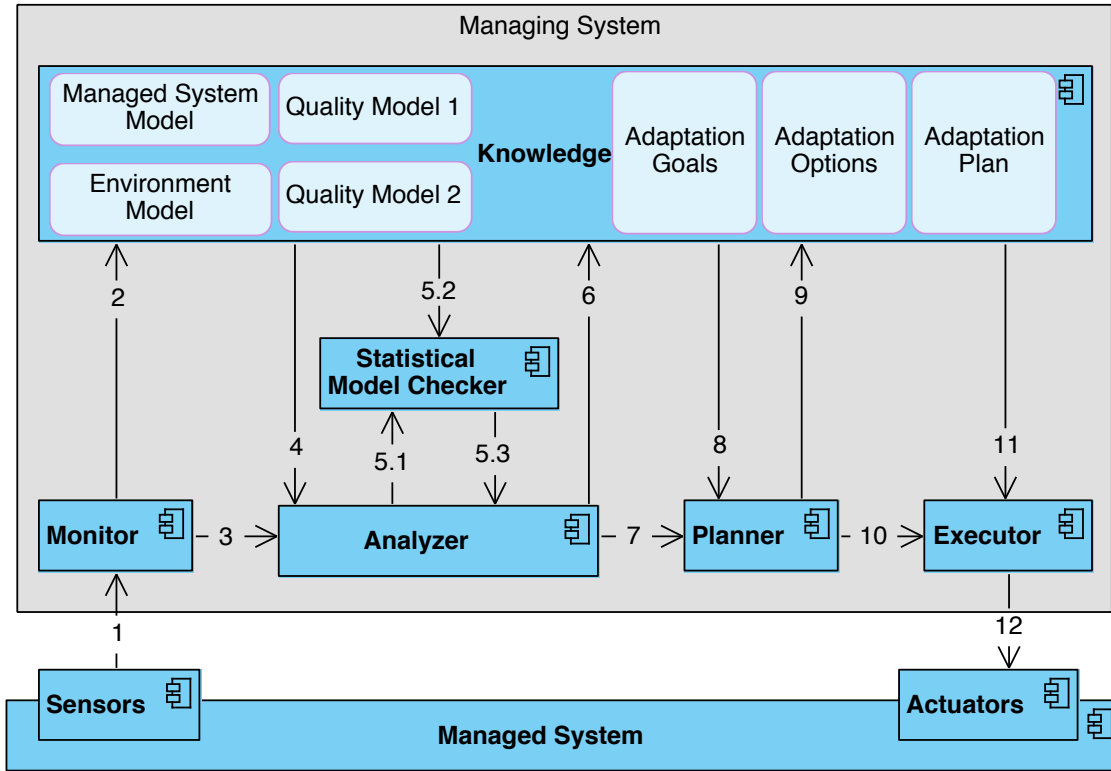 Managing System
Managed System
Model
Quality Model 1
Environment
Model
Quality Model 2
Knowledge
Adaptation
Goals
Adaptation
Options
Adaptation
Plan
2
4
5.2
6
8
9
11
Statistical
Model Checker
5.1
5.3
Monitor
3
Analyzer
7
Planner
10
Executor
1
12
Sensors
Actuators
Managed System